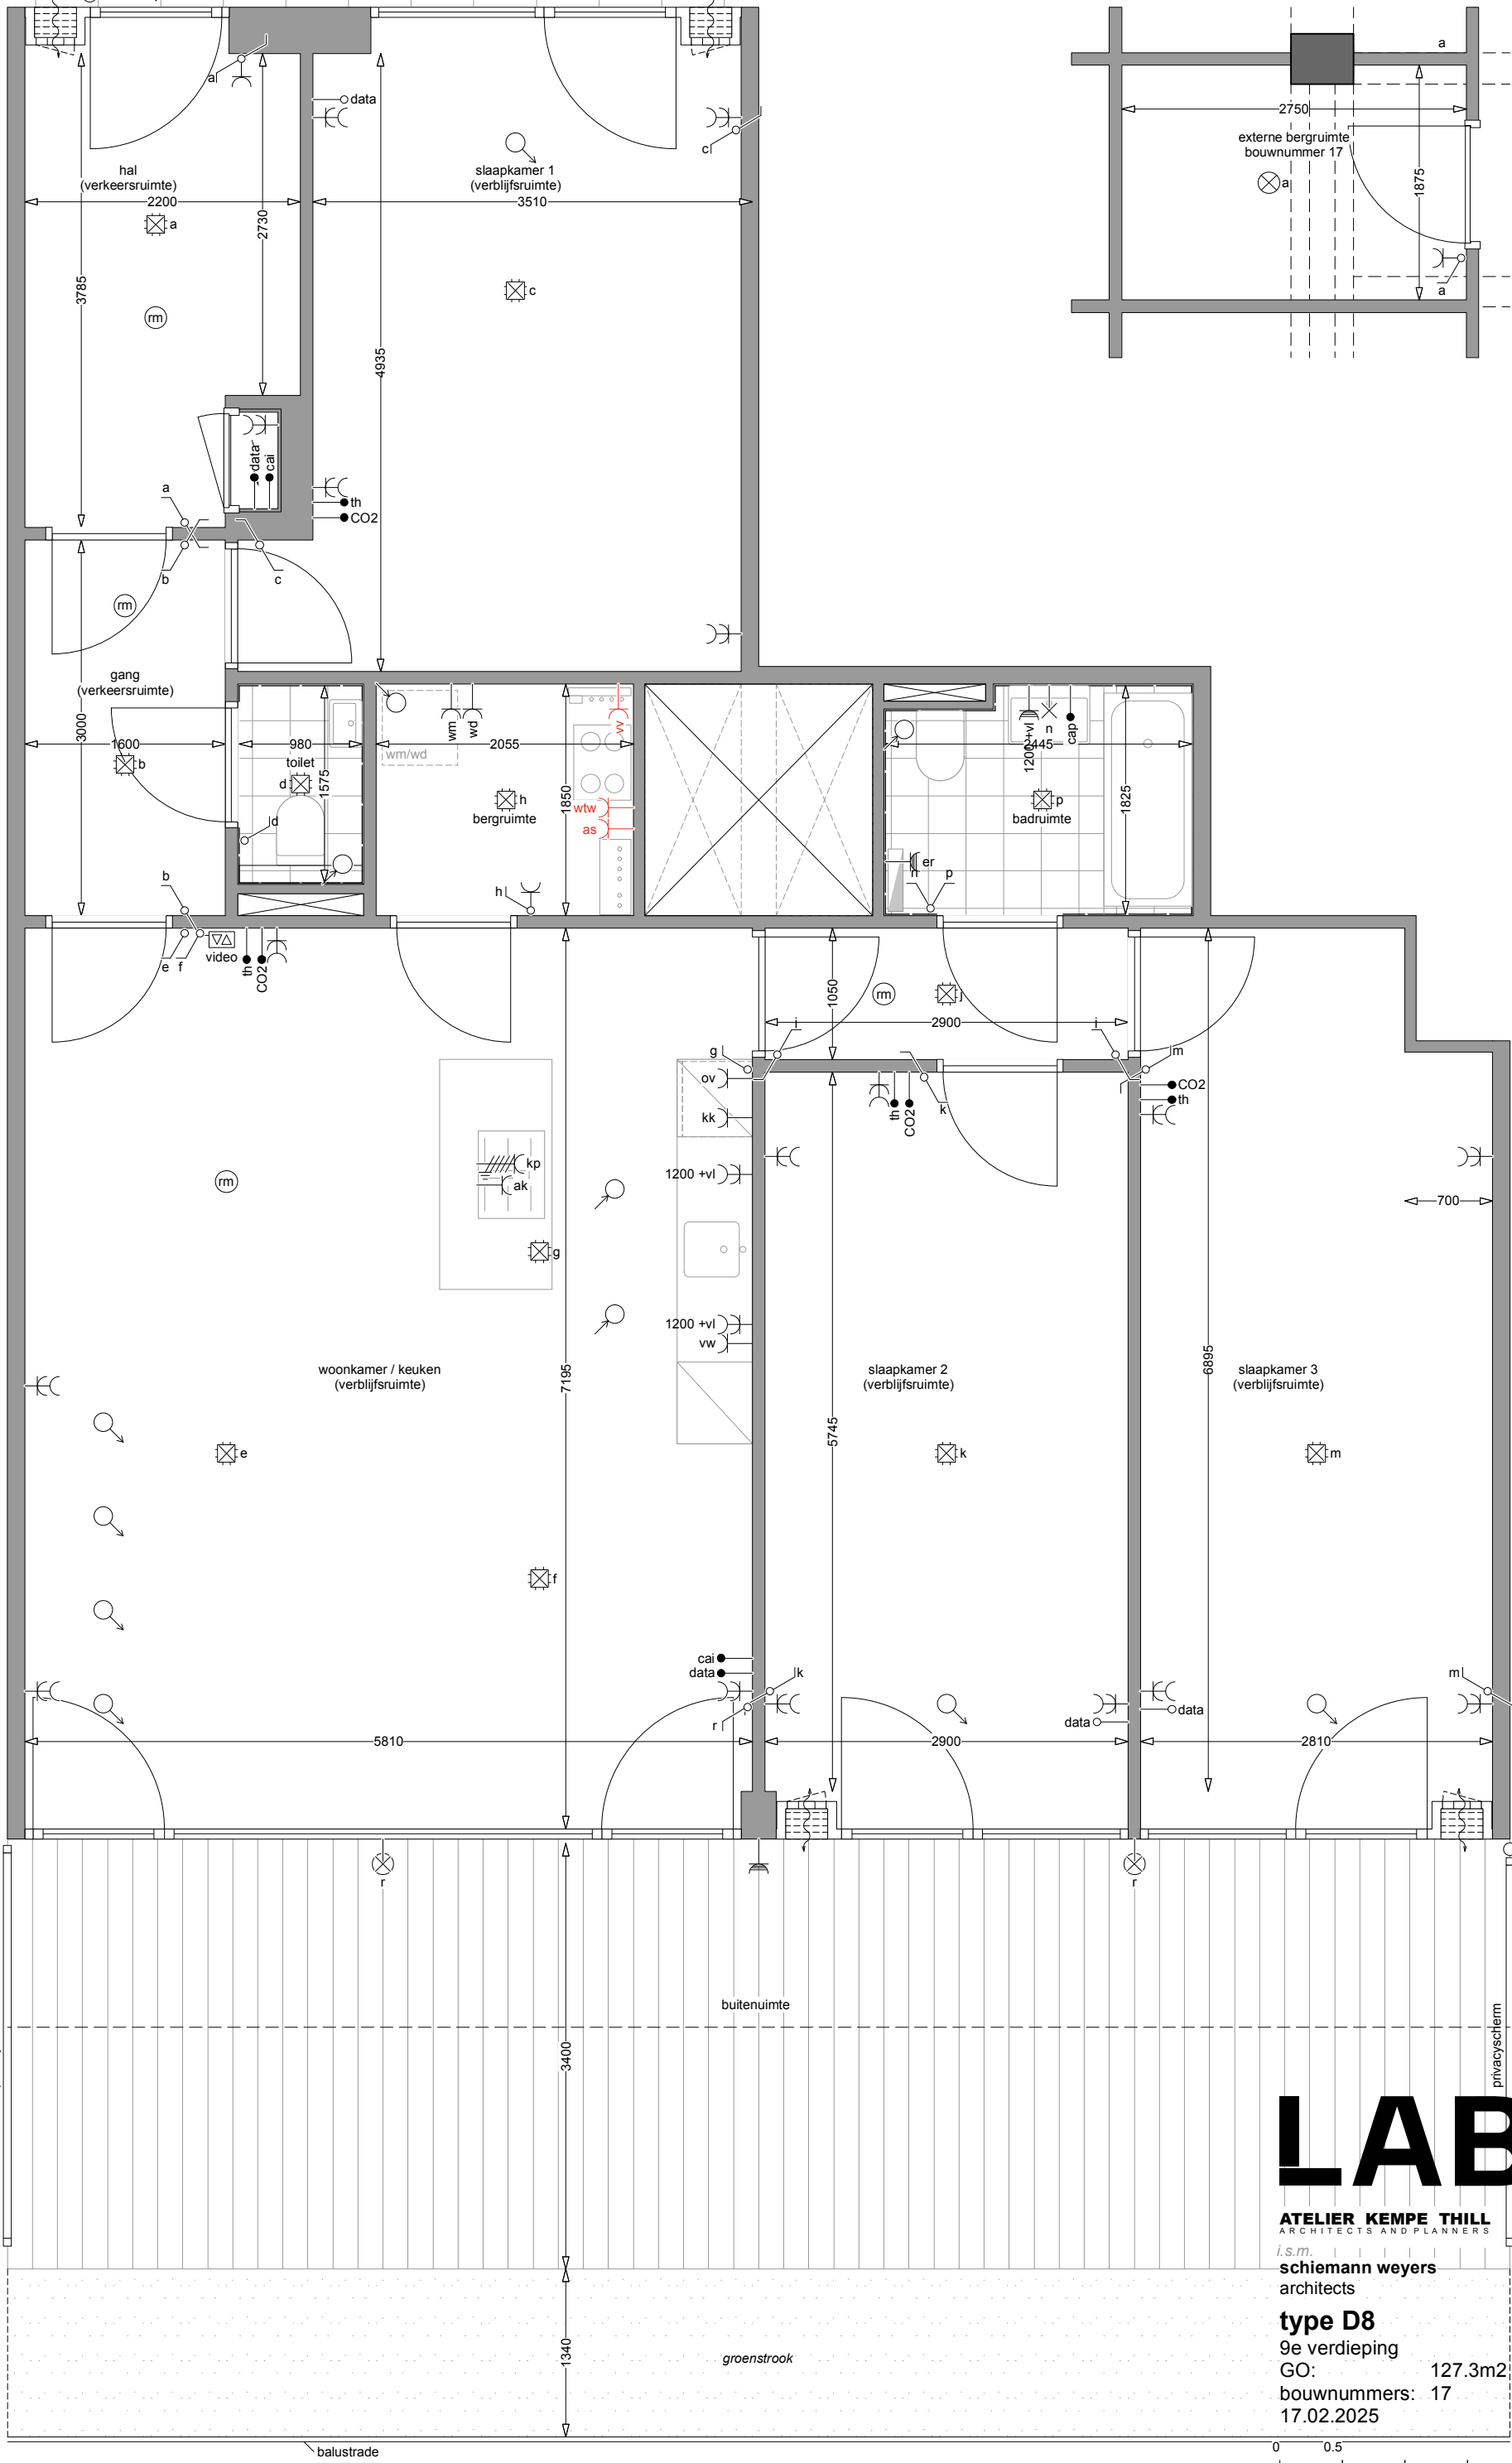 a
data
c
a
2750
externe bergruimte
bouwnummer 17
a
1875
a
hal
(verkeersruimte)
2200
a
2730
3785
rm
slaapkamer 1
(verblijfsruimte)
3510
c
4935
data
cai
a
b
c
th
CO2
rm
gang
(verkeersruimte)
3000
1600
b
980
toilet
d
1575
d
b
wm
wd
wm/wd
2055
vv
h
bergruimte
1850
wtw
as
h
1200+vl
n
cap
2445
p
badruimte
1825
er
n
p
e
f
video
th
CO2
1050
rm
j
2900
i
i
g
ov
kk
k
th
CO2
m
CO2
th
1200 +vl
kp
ak
rm
g
700
1200 +vl
vw
woonkamer / keuken
(verblijfsruimte)
7195
slaapkamer 2
(verblijfsruimte)
5745
6895
slaapkamer 3
(verblijfsruimte)
e
k
m
f
cai
data
k
r
data
data
m
5810
2900
2810
r
r
buitenuimte
3400
privacyscherm
LAB
ATELIER KEMPE THILL
ARCHITECTS AND PLANNERS
i.s.m.
schiemann weyers
architects
type D8
9e verdieping
GO: 127.3m2
bouwnummers: 17
17.02.2025
1340
groenstrook
balustrade
0 0.5